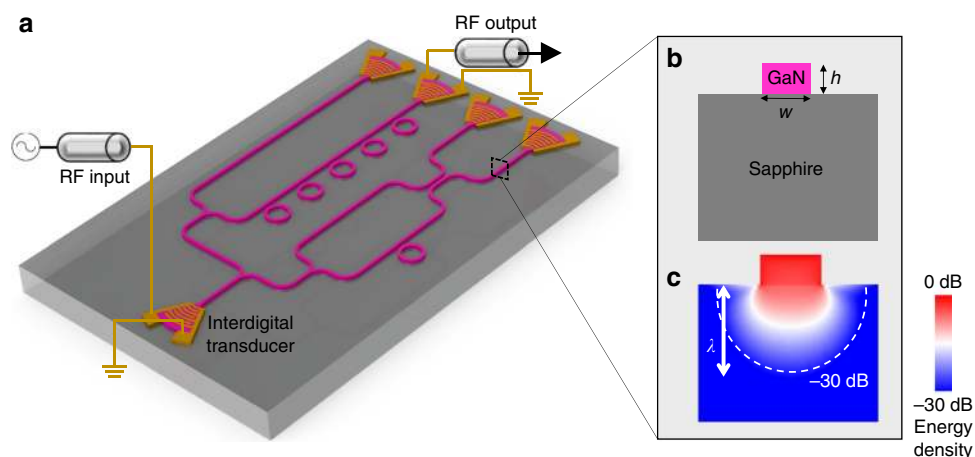 a
RF output
RF input
Interdigital
transducer
b
GaN
h
w
Sapphire
c
λ
−30 dB
0 dB
−30 dB
Energy
density